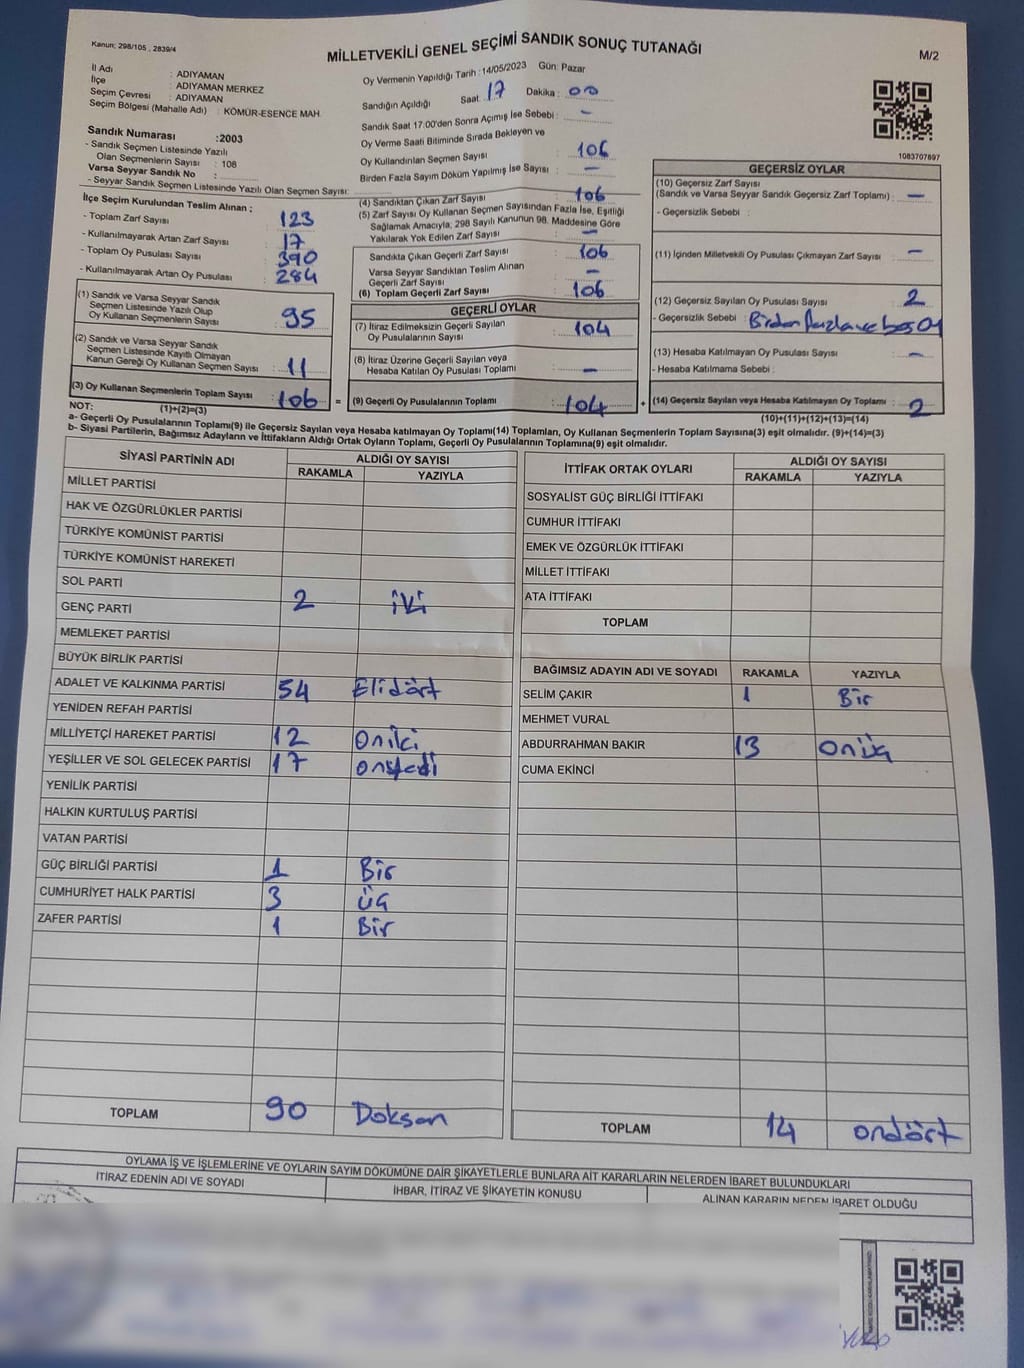 Kanun; 298/105 , 2839/4
MİLLETVEKİLİ GENEL SEÇİMİ SANDIK SONUÇ TUTANAĞI
M/2
İl Adı : ADIYAMAN
İlçe : ADIYAMAN MERKEZ
Seçim Çevresi : ADIYAMAN
Seçim Bölgesi (Mahalle Adı) : KÖMÜR-ESENCE MAH.
Sandık Numarası :2003
- Sandık Seçmen Listesinde Yazılı
Olan Seçmenlerin Sayısı : 108
Varsa Seyyar Sandık No :
- Seyyar Sandık Seçmen Listesinde Yazılı Olan Seçmen Sayısı:
Oy Vermenin Yapıldığı Tarih : 14/05/2023 Gün: Pazar
Sandığın Açıldığı Saat 17 Dakika : 00
Sandık Saat 17:00'den Sonra Açımış İse Sebebi : -
Oy Verme Saati Bitiminde Sırada Bekleyen ve
Oy Kullandırılan Seçmen Sayısı : 106
Birden Fazla Sayım Döküm Yapılmış İse Sayısı : -
1083707897
İlçe Seçim Kurulundan Teslim Alınan ;
- Toplam Zarf Sayısı : 123
- Kullanılmayarak Artan Zarf Sayısı : 17
- Toplam Oy Pusulası Sayısı : 390
- Kullanılmayarak Artan Oy Pusulası : 284
(1) Sandık ve Varsa Seyyar Sandık
Seçmen Listesinde Yazılı Olup
Oy Kullanan Seçmenlerin Sayısı : 95
(2) Sandık ve Varsa Seyyar Sandık
Seçmen Listesinde Kayıtlı Olmayan
Kanun Gereği Oy Kullanan Seçmen Sayısı : 11
(3) Oy Kullanan Seçmenlerin Toplam Sayısı : 106 =
(1)+(2)=(3)
(4) Sandıktan Çıkan Zarf Sayısı : 106
(5) Zarf Sayısı Oy Kullanan Seçmen Sayısından Fazla İse, Eşitliği
Sağlamak Amacıyla, 298 Sayılı Kanunun 98. Maddesine Göre
Yakılarak Yok Edilen Zarf Sayısı : -
Sandıkta Çıkan Geçerli Zarf Sayısı : 106
Varsa Seyyar Sandıktan Teslim Alınan
Geçerli Zarf Sayısı : -
(6) Toplam Geçerli Zarf Sayısı : 106
GEÇERLİ OYLAR
(7) İtiraz Edilmeksizin Geçerli Sayılan
Oy Pusulalarının Sayısı : 104
(8) İtiraz Üzerine Geçerli Sayılan veya
Hesaba Katılan Oy Pusulası Toplamı : -
(9) Geçerli Oy Pusulalarının Toplamı : 104 +
GEÇERSİZ OYLAR
(10) Geçersiz Zarf Sayısı
(Sandık ve Varsa Seyyar Sandık Geçersiz Zarf Toplamı) : -
- Geçersizlik Sebebi :
(11) İçinden Milletvekili Oy Pusulası Çıkmayan Zarf Sayısı : -
(12) Geçersiz Sayılan Oy Pusulası Sayısı : 2
- Geçersizlik Sebebi : Birden fazla ve boş oy
(13) Hesaba Katılmayan Oy Pusulası Sayısı : -
- Hesaba Katılmama Sebebi :
(14) Geçersiz Sayılan veya Hesaba Katılmayan Oy Toplamı : 2
(10)+(11)+(12)+(13)=(14)
NOT:
a- Geçerli Oy Pusulalarının Toplamı(9) ile Geçersiz Sayılan veya Hesaba katılmayan Oy Toplamı(14) Toplamları, Oy Kullanan Seçmenlerin Toplam Sayısına(3) eşit olmalıdır. (9)+(14)=(3)
b- Siyasi Partilerin, Bağımsız Adayların ve İttifakların Aldığı Ortak Oyların Toplamı, Geçerli Oy Pusulalarının Toplamına(9) eşit olmalıdır.
SİYASİ PARTİNİN ADI ALDIĞI OY SAYISI
RAKAMLA YAZIYLA
MİLLET PARTİSİ
HAK VE ÖZGÜRLÜKLER PARTİSİ
TÜRKİYE KOMÜNİST PARTİSİ
TÜRKİYE KOMÜNİST HAREKETİ
SOL PARTİ
GENÇ PARTİ 2 iki
MEMLEKET PARTİSİ
BÜYÜK BİRLİK PARTİSİ
ADALET VE KALKINMA PARTİSİ 54 Elidört
YENİDEN REFAH PARTİSİ
MİLLİYETÇİ HAREKET PARTİSİ 12 oniki
YEŞİLLER VE SOL GELECEK PARTİSİ 17 onyedi
YENİLİK PARTİSİ
HALKIN KURTULUŞ PARTİSİ
VATAN PARTİSİ
GÜÇ BİRLİĞİ PARTİSİ 1 Bir
CUMHURİYET HALK PARTİSİ 3 üç
ZAFER PARTİSİ 1 Bir
TOPLAM 90 Doksan
İTTİFAK ORTAK OYLARI ALDIĞI OY SAYISI
RAKAMLA YAZIYLA
SOSYALİST GÜÇ BİRLİĞİ İTTİFAKI
CUMHUR İTTİFAKI
EMEK VE ÖZGÜRLÜK İTTİFAKI
MİLLET İTTİFAKI
ATA İTTİFAKI
TOPLAM
BAĞIMSIZ ADAYIN ADI VE SOYADI RAKAMLA YAZIYLA
SELİM ÇAKIR 1 Bir
MEHMET VURAL
ABDURRAHMAN BAKIR 13 onüç
CUMA EKİNCİ
TOPLAM 14 ondört
OYLAMA İŞ VE İŞLEMLERİNE VE OYLARIN SAYIM DÖKÜMÜNE DAİR ŞİKAYETLERLE BUNLARA AİT KARARLARIN NELERDEN İBARET BULUNDUKLARI
İTİRAZ EDENİN ADI VE SOYADI İHBAR, İTİRAZ VE ŞİKAYETİN KONUSU ALINAN KARARIN NEDEN İBARET OLDUĞU